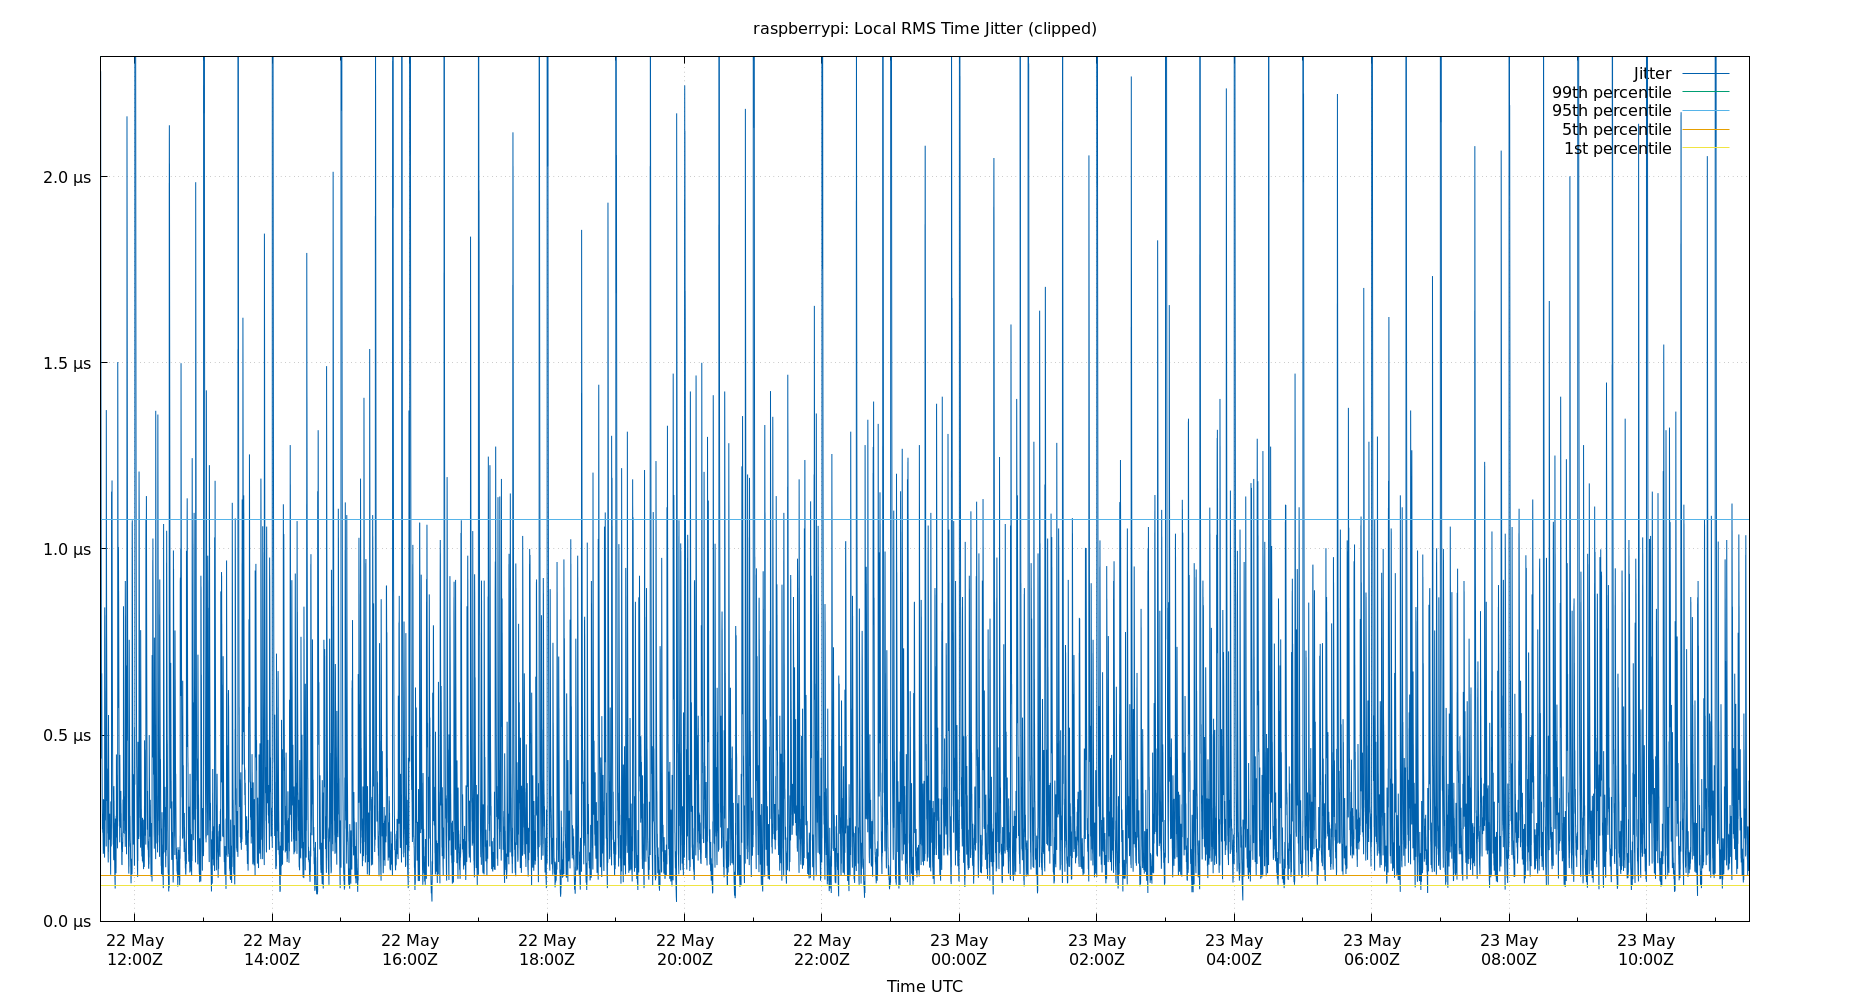 raspberrypi: Local RMS Time Jitter (clipped)
Jitter
99th percentile
95th percentile
5th percentile
1st percentile
2.0 µs
1.5 µs
1.0 µs
0.5 µs
0.0 µs
22 May 22 May 22 May 22 May 22 May 22 May 23 May 23 May 23 May 23 May 23 May 23 May
12:00Z 14:00Z 16:00Z 18:00Z 20:00Z 22:00Z 00:00Z 02:00Z 04:00Z 06:00Z 08:00Z 10:00Z
Time UTC